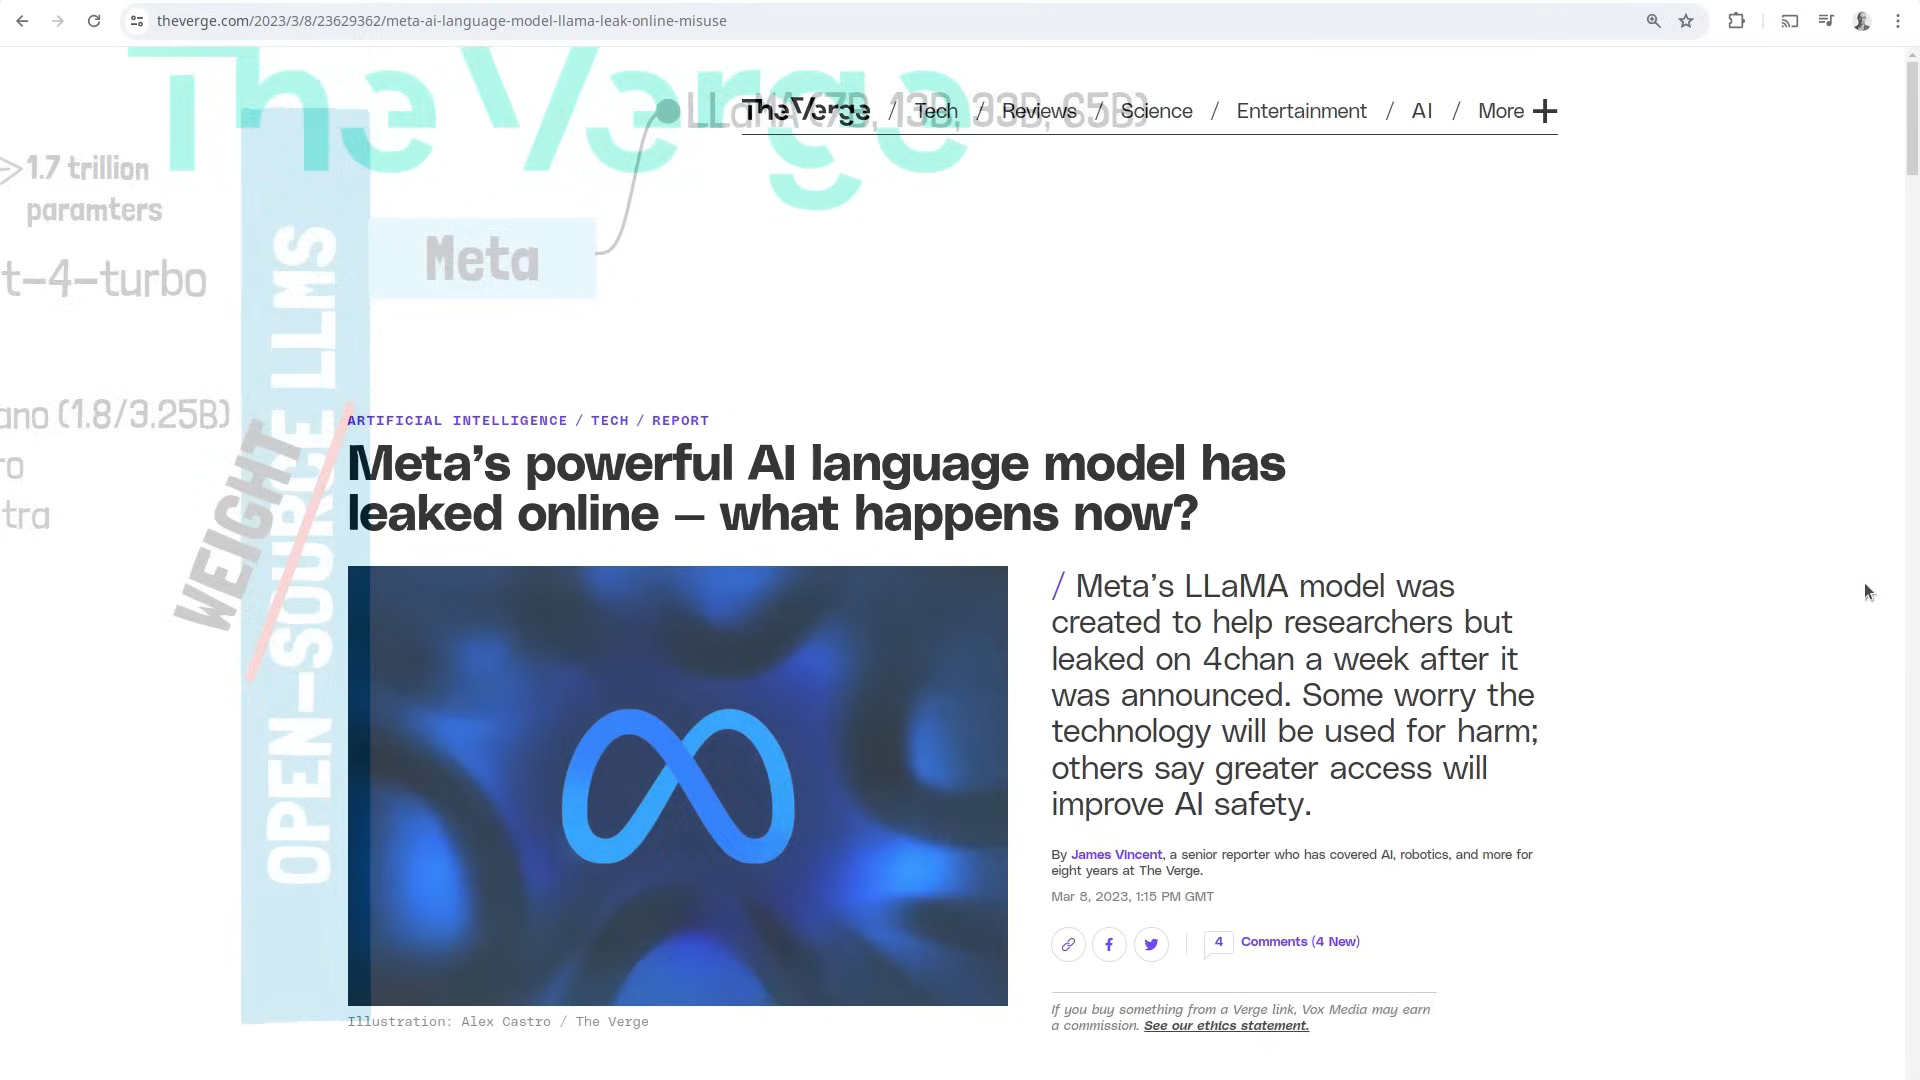 theverge.com/2023/3/8/23629362/meta-ai-language-model-llama-leak-online-misuse
TheVerge
LLaMA (7B, 13B, 33B, 65B)
TheVerge / Tech / Reviews / Science / Entertainment / AI / More
1.7 trillion
paramters
Meta
t-4-turbo
ano (1.8/3.25B)
ro
tra
WEIGHT
OPEN-SOURCE LLMS
ARTIFICIAL INTELLIGENCE / TECH / REPORT
Meta’s powerful AI language model has
leaked online — what happens now?
/ Meta’s LLaMA model was
created to help researchers but
leaked on 4chan a week after it
was announced. Some worry the
technology will be used for harm;
others say greater access will
improve AI safety.
By James Vincent, a senior reporter who has covered AI, robotics, and more for
eight years at The Verge.
Mar 8, 2023, 1:15 PM GMT
4 Comments (4 New)
If you buy something from a Verge link, Vox Media may earn
a commission. See our ethics statement.
Illustration: Alex Castro / The Verge